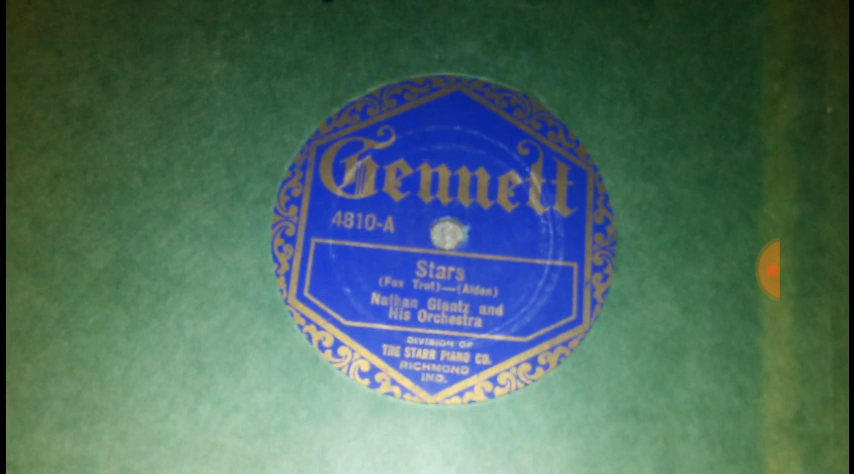 Gennett
4810-A
Stars
(Fox Trot)—(Alden)
Nathan Glantz and
His Orchestra
DIVISION OF
THE STARR PIANO CO.
RICHMOND
IND.